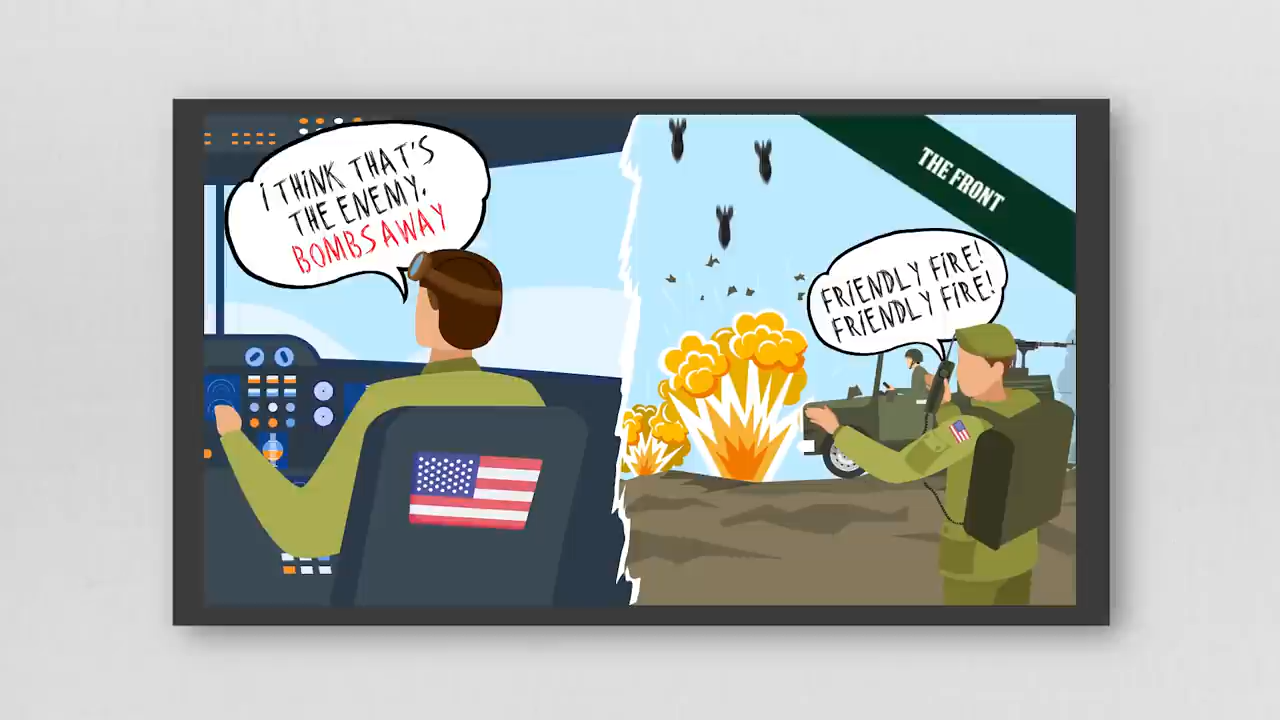 I THINK THAT'S
THE ENEMY.
BOMBS AWAY
THE FRONT
FRIENDLY FIRE!
FRIENDLY FIRE!